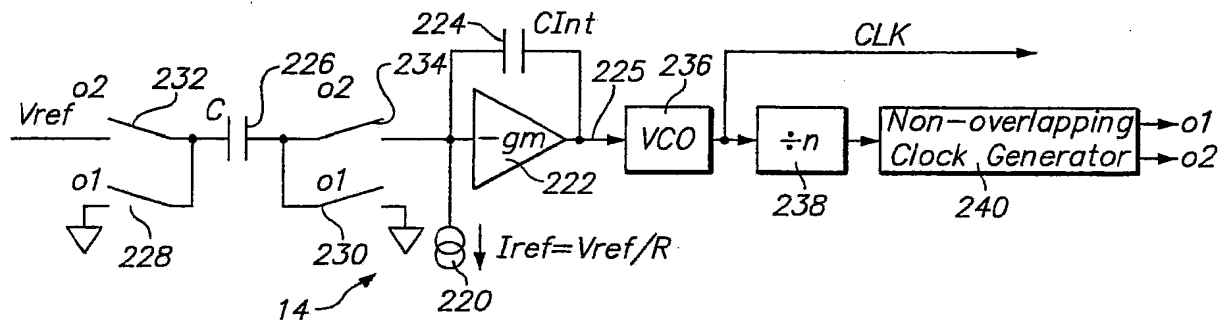 224
CInt
CLK
o2
232
226
C
o2
234
236
Vref
225
-gm
VCO
÷n
Non-overlapping
Clock Generator
o1
o2
o1
o1
222
238
240
228
230
Iref=Vref/R
14
220